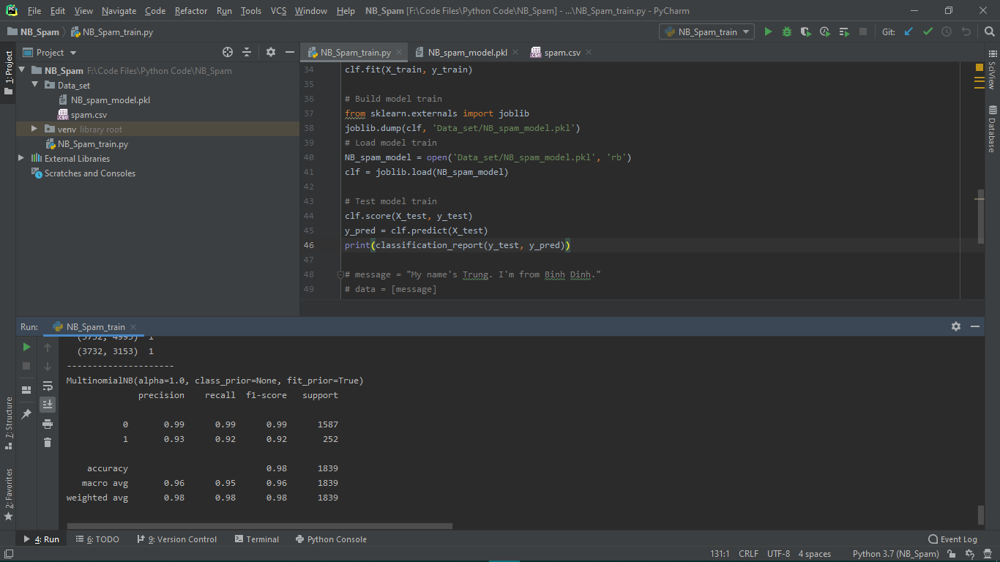 File Edit View Navigate Code Refactor Run Tools VCS Window Help NB_Spam [F:\Code Files\Python Code\NB_Spam] - ...\NB_Spam_train.py - PyCharm
NB_Spam NB_Spam_train.py NB_Spam_train Git:
Project NB_Spam_train.py NB_spam_model.pkl spam.csv
1: Project
NB_Spam F:\Code Files\Python Code\NB_Spam
Data_set
NB_spam_model.pkl
spam.csv
venv library root
NB_Spam_train.py
External Libraries
Scratches and Consoles
34 clf.fit(X_train, y_train)
35
36 # Build model train
37 from sklearn.externals import joblib
38 joblib.dump(clf, 'Data_set/NB_spam_model.pkl')
39 # Load model train
40 NB_spam_model = open('Data_set/NB_spam_model.pkl', 'rb')
41 clf = joblib.load(NB_spam_model)
42
43 # Test model train
44 clf.score(X_test, y_test)
45 y_pred = clf.predict(X_test)
46 print(classification_report(y_test, y_pred))
47
48 # message = "My name's Trung. I'm from Binh Dinh."
49 # data = [message]
SciView
Database
Run: NB_Spam_train
(3732, 4995) 1
(3732, 3153) 1
----------------------
MultinomialNB(alpha=1.0, class_prior=None, fit_prior=True)
precision recall f1-score support
0 0.99 0.99 0.99 1587
1 0.93 0.92 0.92 252
accuracy 0.98 1839
macro avg 0.96 0.95 0.96 1839
weighted avg 0.98 0.98 0.98 1839
7: Structure
2: Favorites
4: Run 6: TODO 9: Version Control Terminal Python Console Event Log
131:1 CRLF UTF-8 4 spaces Python 3.7 (NB_Spam)